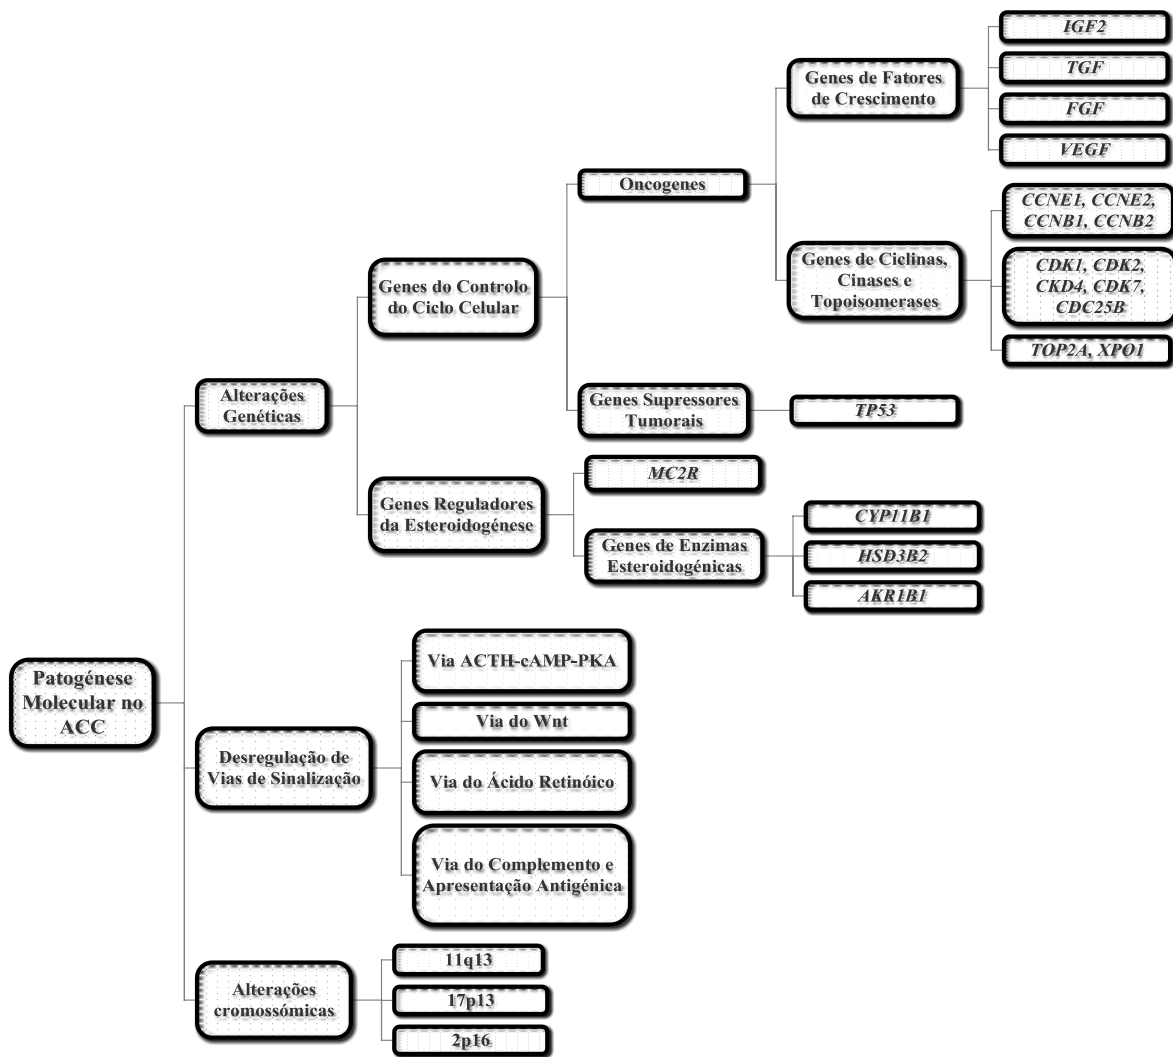 Patogénese
Molecular no
ACC
Alterações
Genéticas
Genes do Controlo
do Ciclo Celular
Oncogenes
Genes de Fatores
de Crescimento
IGF2
TGF
FGF
VEGF
Genes de Ciclinas,
Cinases e
Topoisomerases
CCNE1, CCNE2,
CCNB1, CCNB2
CDK1, CDK2,
CKD4, CDK7,
CDC25B
TOP2A, XPO1
Genes Supressores
Tumorais
TP53
Genes Reguladores
da Esteroidogénese
MC2R
Genes de Enzimas
Esteroidogénicas
CYP11B1
HSD3B2
AKR1B1
Desregulação de
Vias de Sinalização
Via ACTH-cAMP-PKA
Via do Wnt
Via do Ácido Retinóico
Via do Complemento e
Apresentação Antigénica
Alterações
cromossómicas
11q13
17p13
2p16